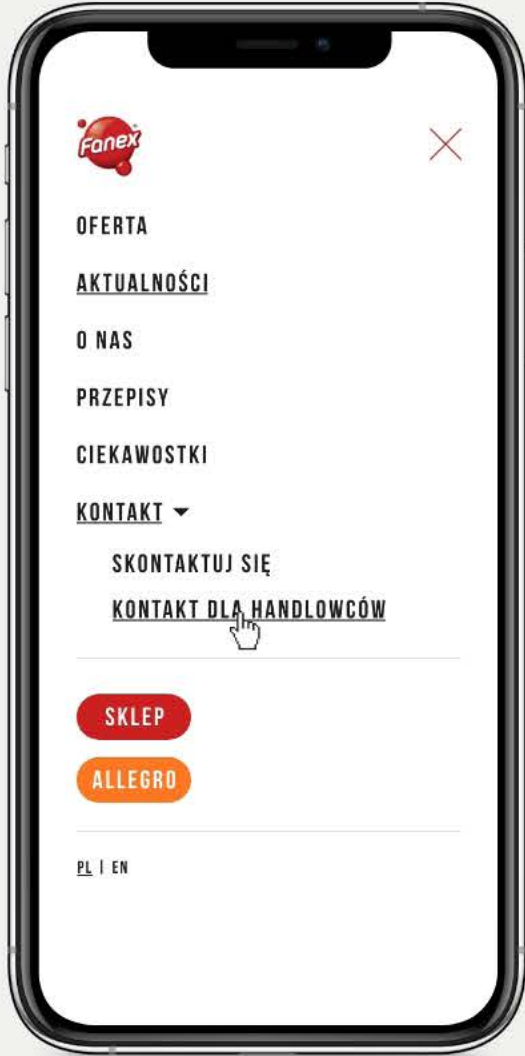 Fanex
OFERTA
AKTUALNOŚCI
O NAS
PRZEPISY
CIEKAWOSTKI
KONTAKT
SKONTAKTUJ SIĘ
KONTAKT DLA HANDLOWCÓW
SKLEP
ALLEGRO
PL | EN